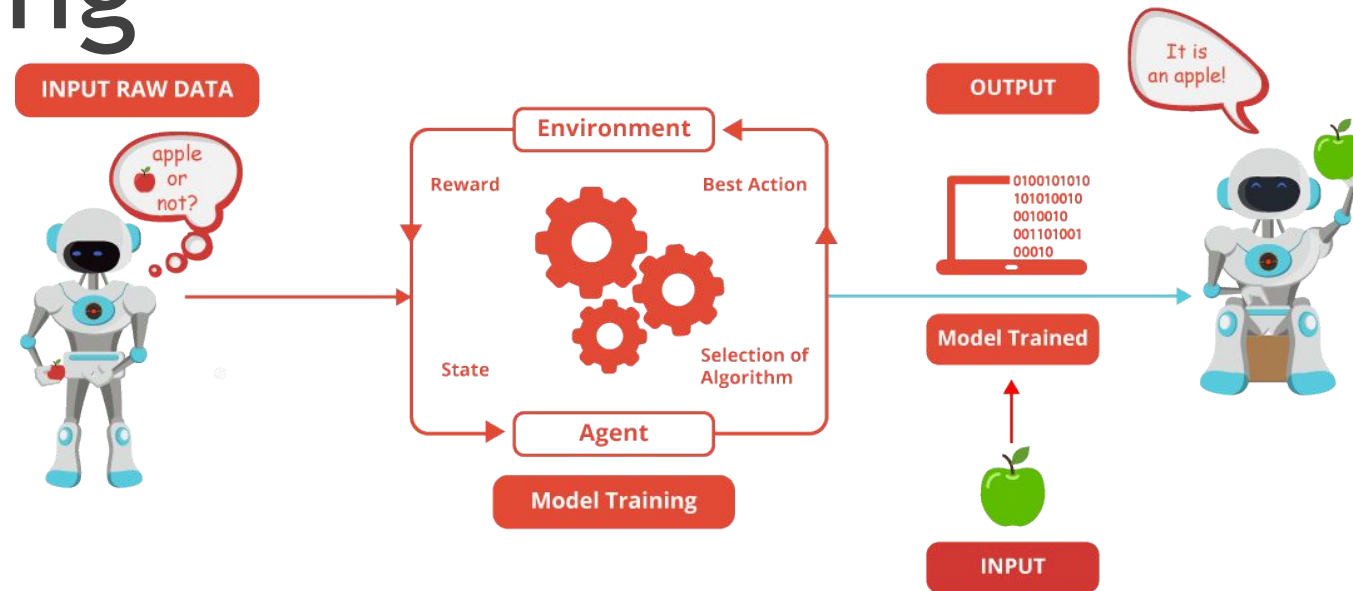 ng
INPUT RAW DATA
apple
or
not?
Environment
Reward
Best Action
State
Selection of
Algorithm
Agent
Model Training
OUTPUT
0100101010
101010010
0010010
001101001
00010
Model Trained
INPUT
It is
an apple!